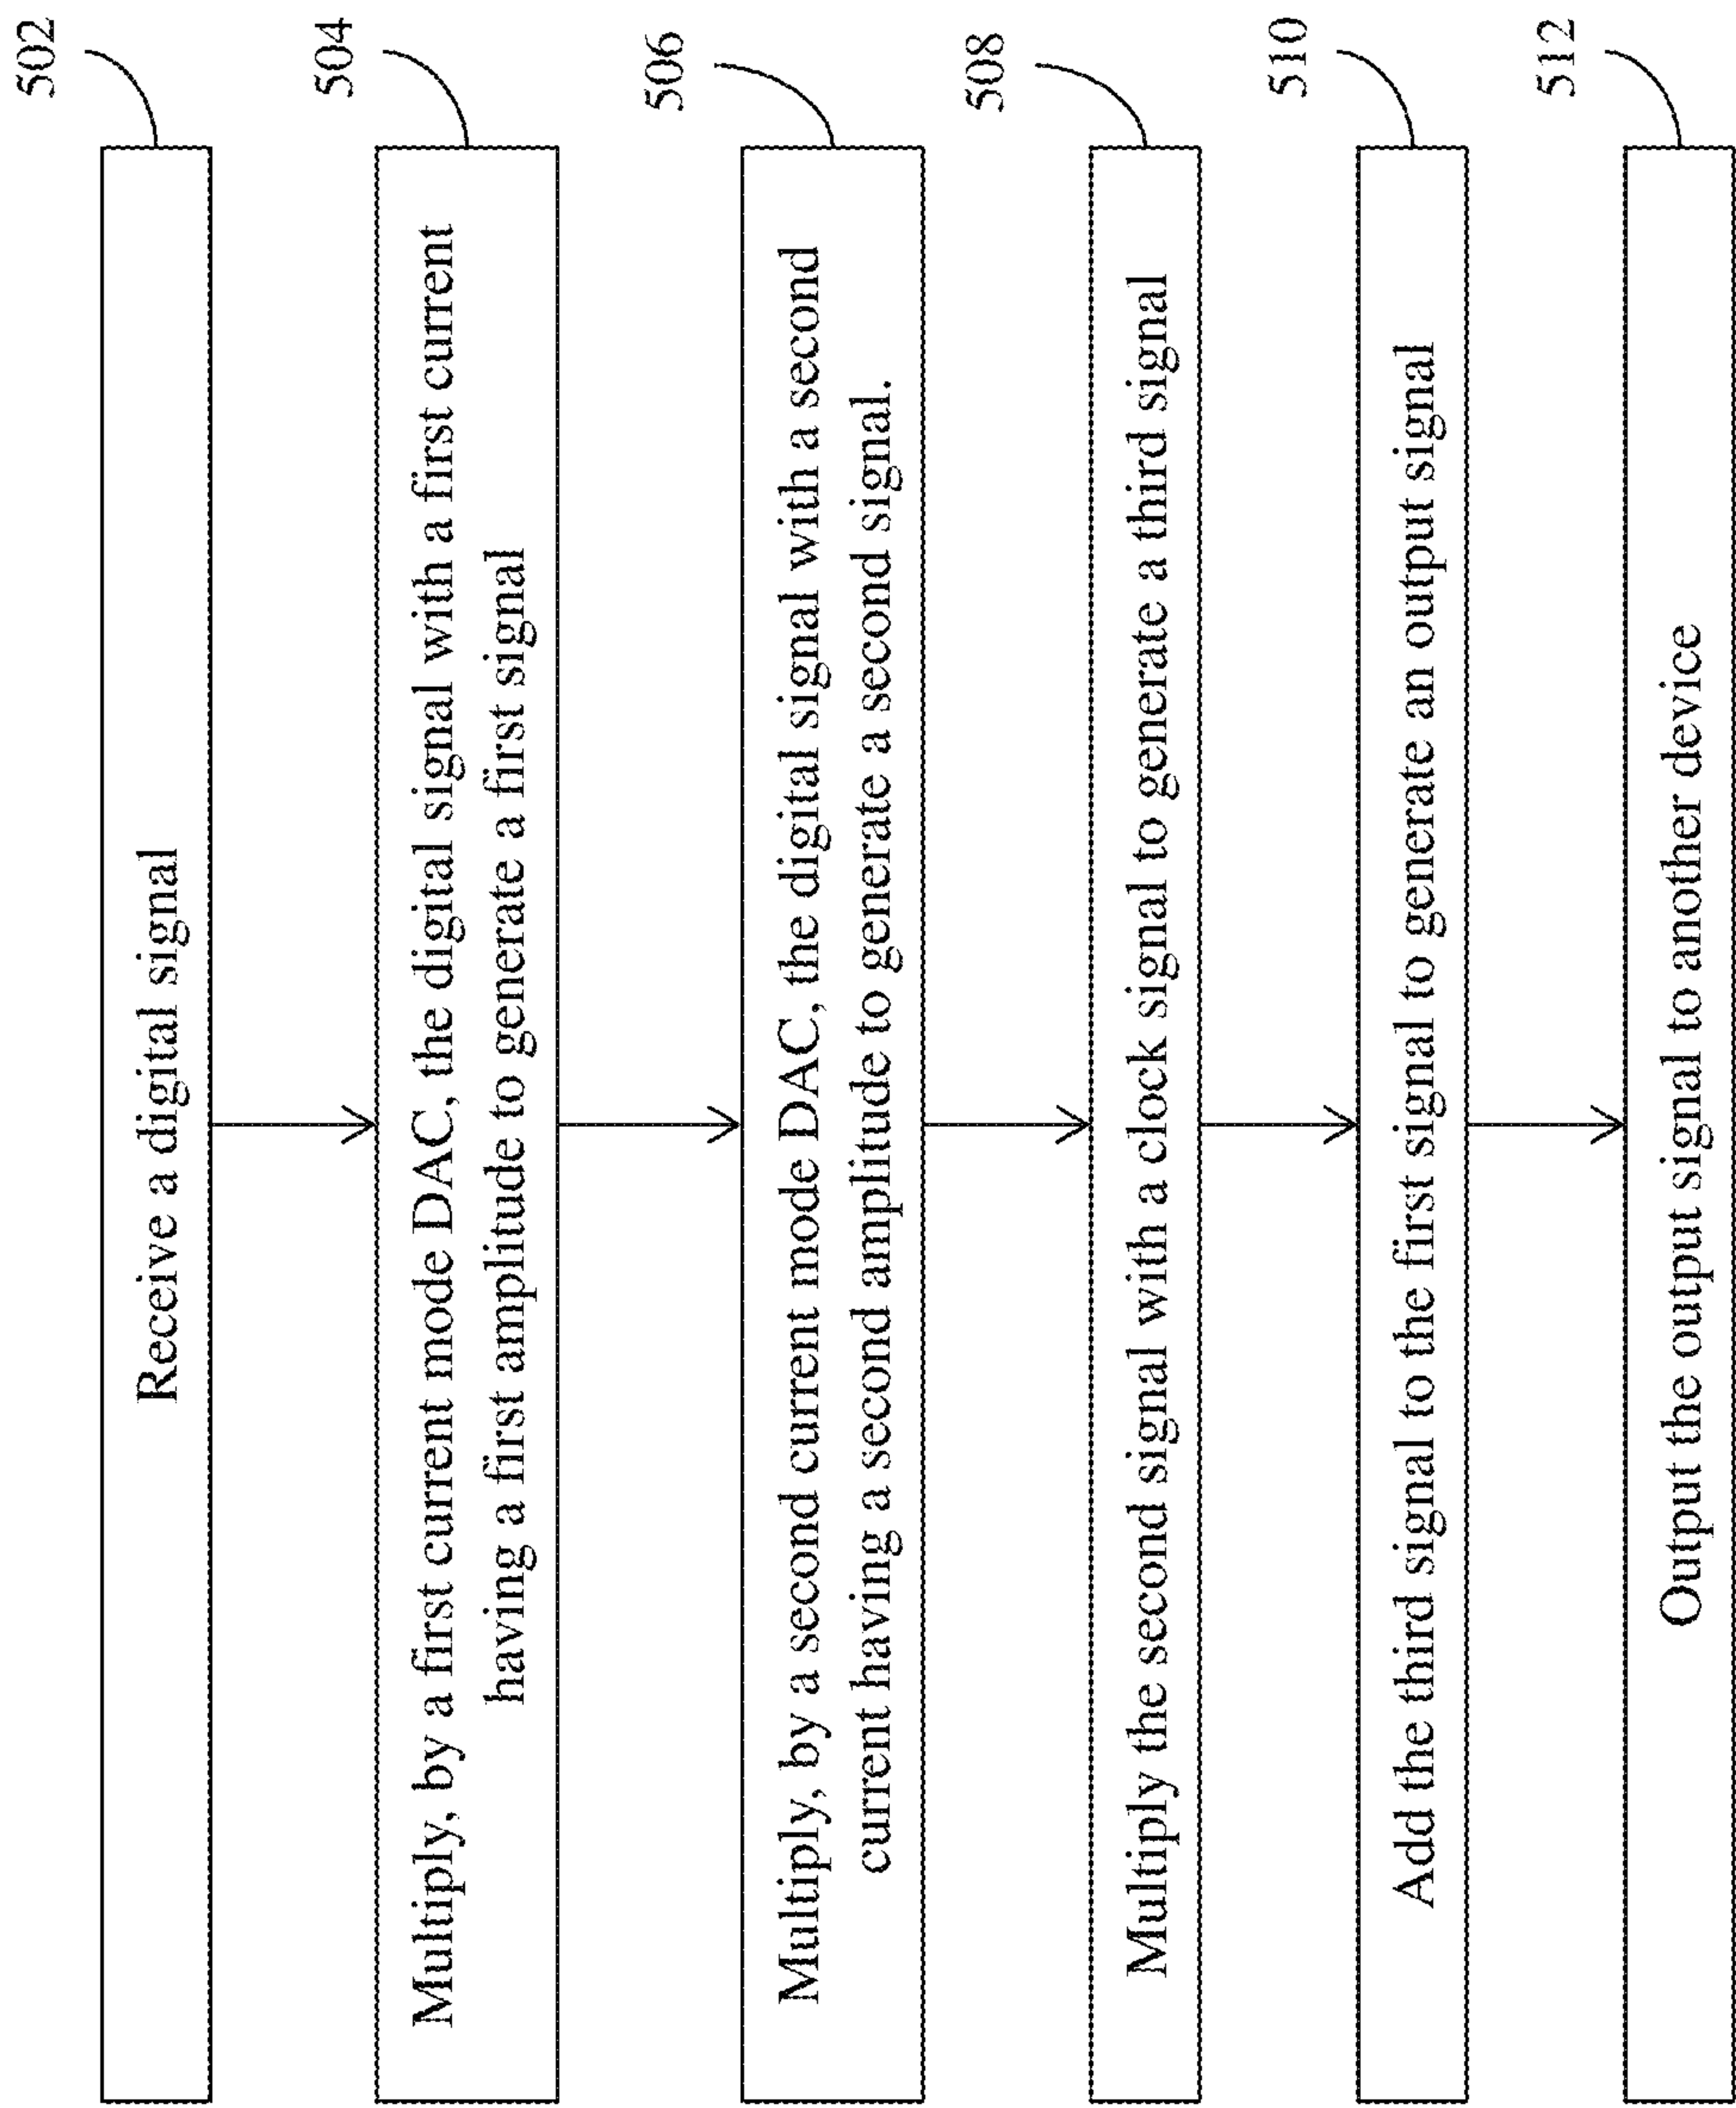 502
Receive a digital signal
504
Multiply, by a first current mode DAC, the digital signal with a first current
having a first amplitude to generate a first signal
506
Multiply, by a second current mode DAC, the digital signal with a second
current having a second amplitude to generate a second signal.
508
Multiply the second signal with a clock signal to generate a third signal
510
Add the third signal to the first signal to generate an output signal
512
Output the output signal to another device